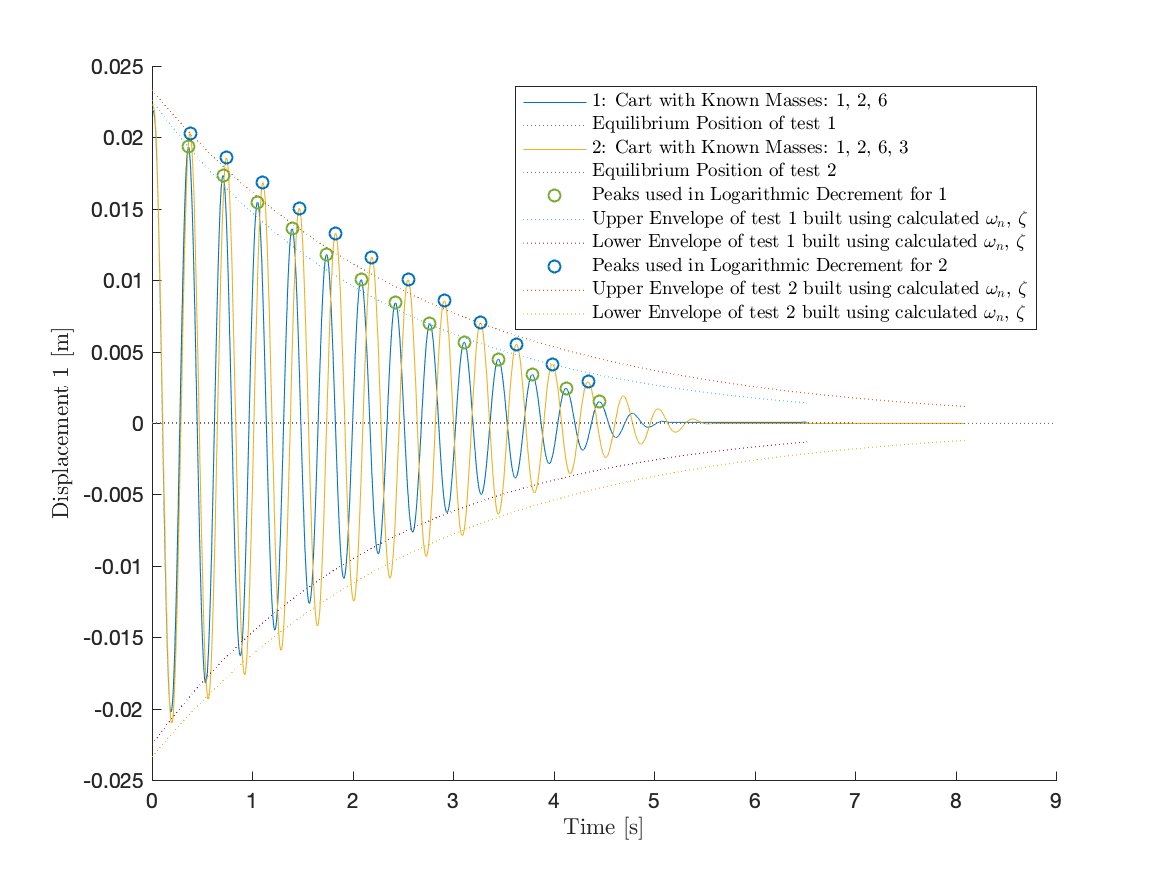 0.025
0.02
0.015
0.01
0.005
0
-0.005
-0.01
-0.015
-0.02
-0.025
Displacement 1 [m]
1: Cart with Known Masses: 1, 2, 6
Equilibrium Position of test 1
2: Cart with Known Masses: 1, 2, 6, 3
Equilibrium Position of test 2
Peaks used in Logarithmic Decrement for 1
Upper Envelope of test 1 built using calculated ωₙ, ζ
Lower Envelope of test 1 built using calculated ωₙ, ζ
Peaks used in Logarithmic Decrement for 2
Upper Envelope of test 2 built using calculated ωₙ, ζ
Lower Envelope of test 2 built using calculated ωₙ, ζ
0 1 2 3 4 5 6 7 8 9
Time [s]